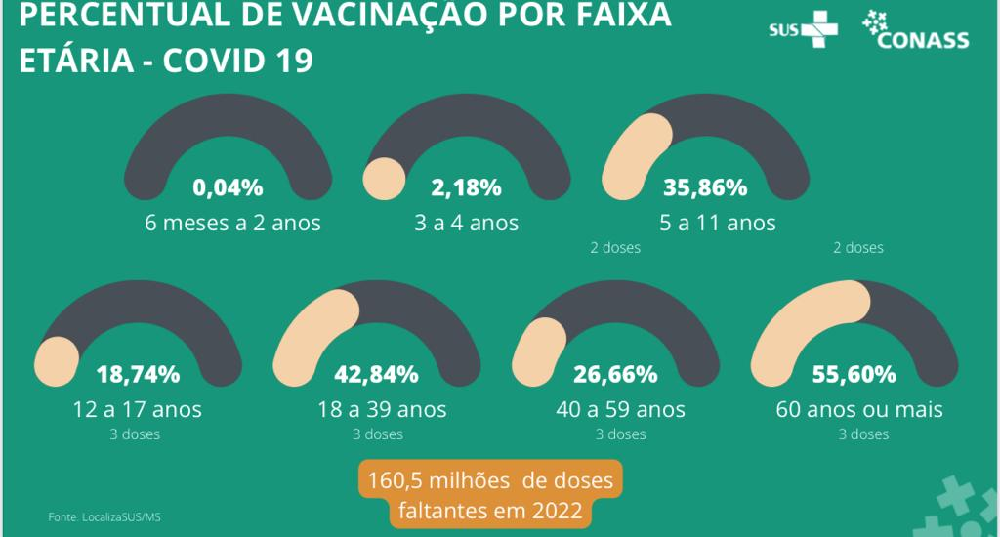 PERCENTUAL DE VACINAÇÃO POR FAIXA
ETÁRIA - COVID 19
SUS
CONASS
0,04%
2,18%
35,86%
6 meses a 2 anos
3 a 4 anos
5 a 11 anos
2 doses
2 doses
18,74%
42,84%
26,66%
55,60%
12 a 17 anos
18 a 39 anos
40 a 59 anos
60 anos ou mais
3 doses
3 doses
3 doses
3 doses
160,5 milhões de doses
faltantes em 2022
Fonte: LocalizaSUS/MS